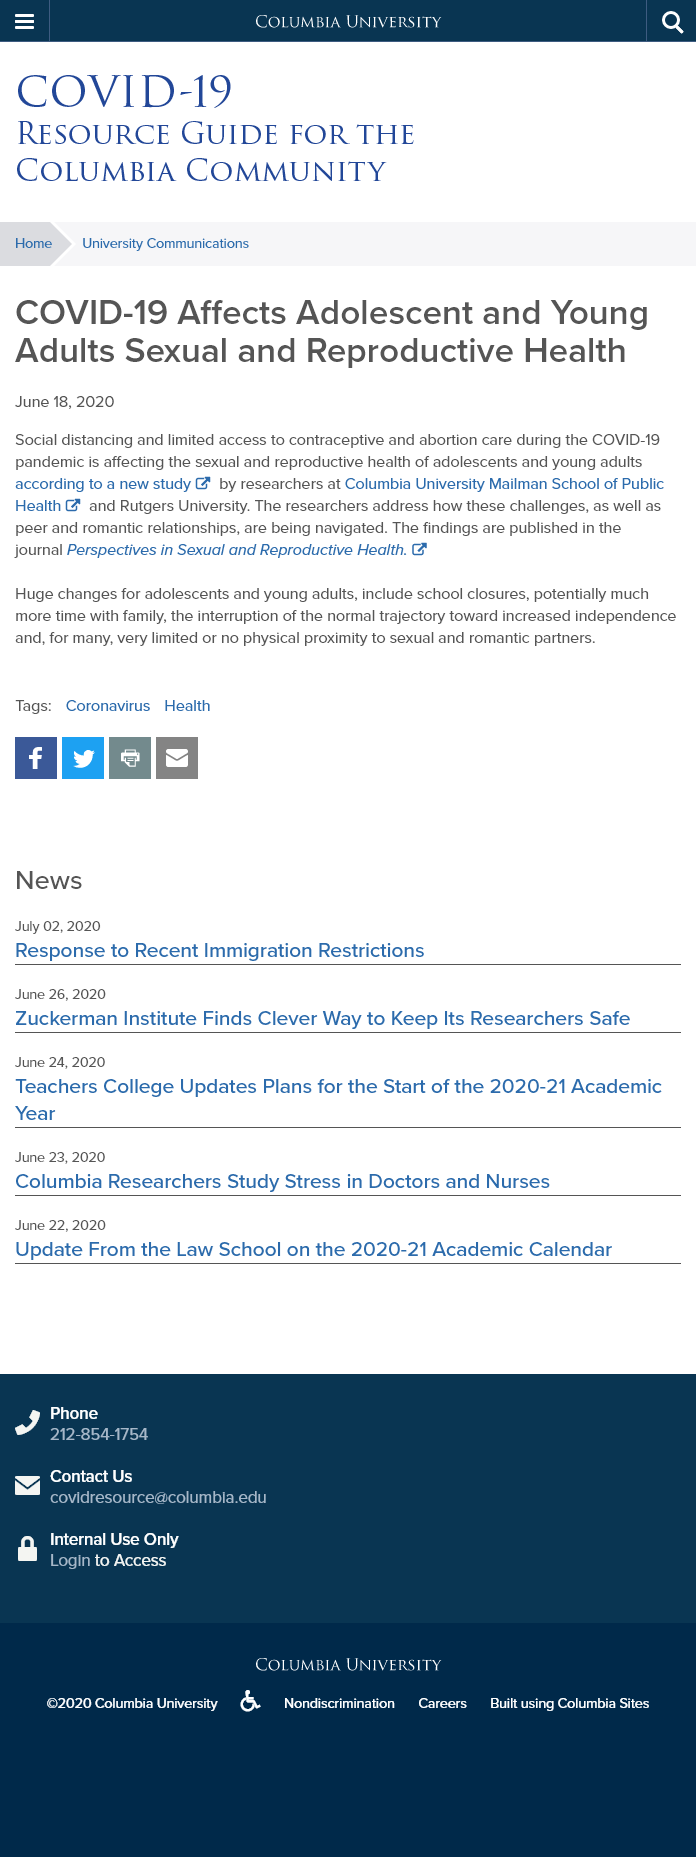 Columbia University
COVID-19
Resource Guide for the
Columbia Community
Home University Communications
COVID-19 Affects Adolescent and Young
Adults Sexual and Reproductive Health
June 18, 2020
Social distancing and limited access to contraceptive and abortion care during the COVID-19
pandemic is affecting the sexual and reproductive health of adolescents and young adults
according to a new study by researchers at Columbia University Mailman School of Public
Health and Rutgers University. The researchers address how these challenges, as well as
peer and romantic relationships, are being navigated. The findings are published in the
journal Perspectives in Sexual and Reproductive Health.
Huge changes for adolescents and young adults, include school closures, potentially much
more time with family, the interruption of the normal trajectory toward increased independence
and, for many, very limited or no physical proximity to sexual and romantic partners.
Tags: Coronavirus Health
News
July 02, 2020
Response to Recent Immigration Restrictions
June 26, 2020
Zuckerman Institute Finds Clever Way to Keep Its Researchers Safe
June 24, 2020
Teachers College Updates Plans for the Start of the 2020-21 Academic
Year
June 23, 2020
Columbia Researchers Study Stress in Doctors and Nurses
June 22, 2020
Update From the Law School on the 2020-21 Academic Calendar
Phone
212-854-1754
Contact Us
covidresource@columbia.edu
Internal Use Only
Login to Access
Columbia University
©2020 Columbia University Nondiscrimination Careers Built using Columbia Sites